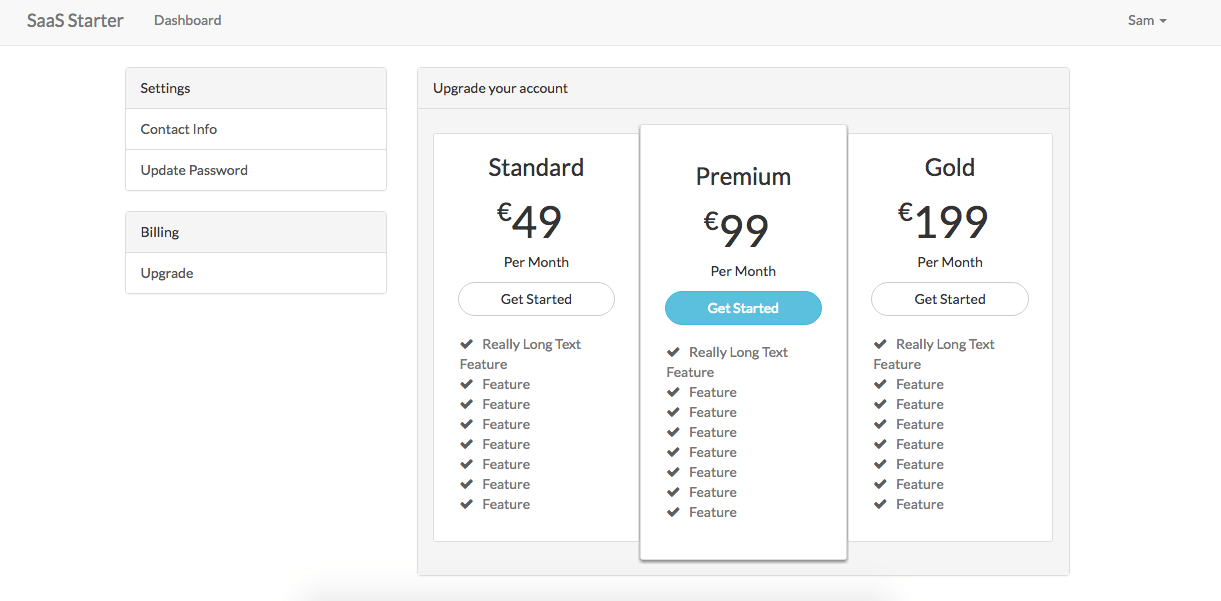 SaaS Starter
Dashboard
Sam
Settings
Contact Info
Update Password
Billing
Upgrade
Upgrade your account
Standard
€49
Per Month
Get Started
Really Long Text
Feature
Feature
Feature
Feature
Feature
Feature
Feature
Feature
Premium
€99
Per Month
Get Started
Really Long Text
Feature
Feature
Feature
Feature
Feature
Feature
Feature
Feature
Gold
€199
Per Month
Get Started
Really Long Text
Feature
Feature
Feature
Feature
Feature
Feature
Feature
Feature